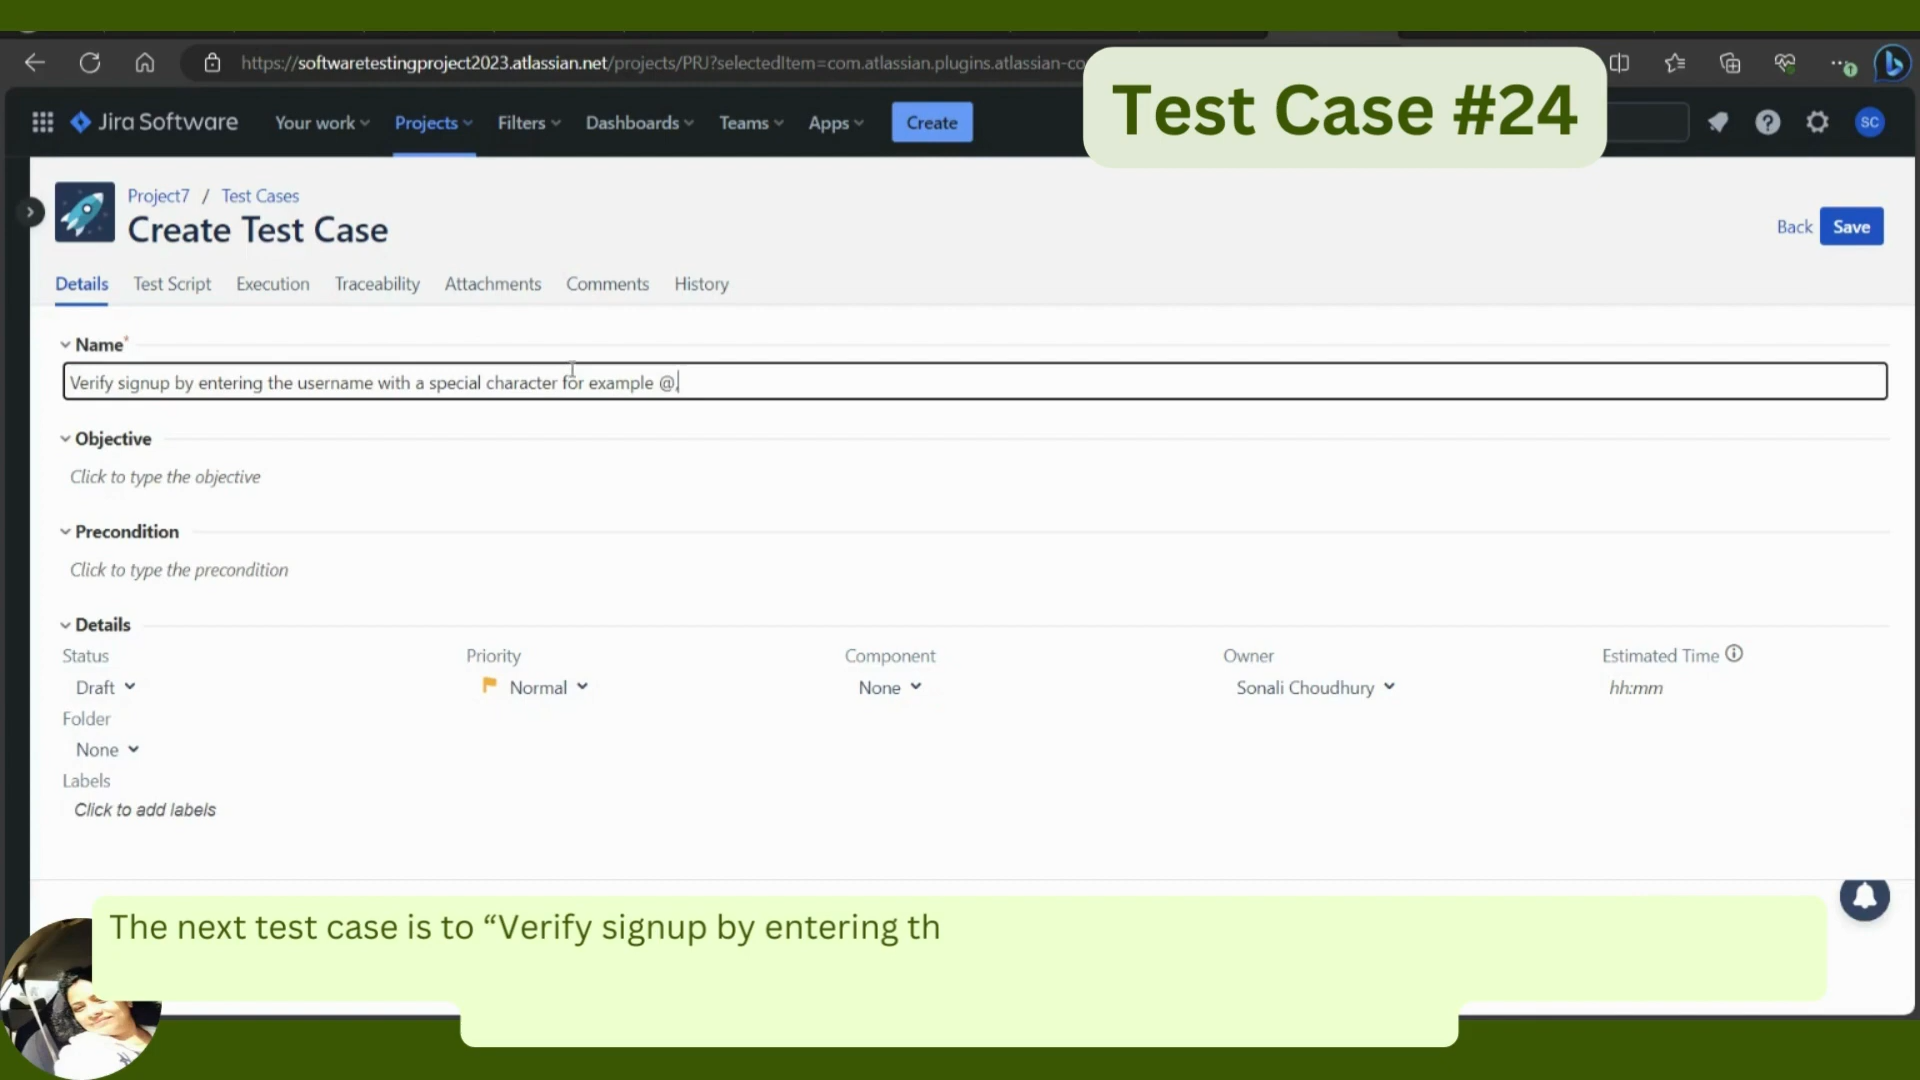 https://softwaretestingproject2023.atlassian.net/projects/PRJ?selectedItem=com.atlassian.plugins.atlassian-co
Test Case #24
Jira Software Your work Projects Filters Dashboards Teams Apps Create SC
Project7 / Test Cases
Create Test Case
Back Save
Details Test Script Execution Traceability Attachments Comments History
Name*
Verify signup by entering the username with a special character for example @,
Objective
Click to type the objective
Precondition
Click to type the precondition
Details
Status Priority Component Owner Estimated Time
Draft Normal None Sonali Choudhury hh:mm
Folder
None
Labels
Click to add labels
The next test case is to “Verify signup by entering th